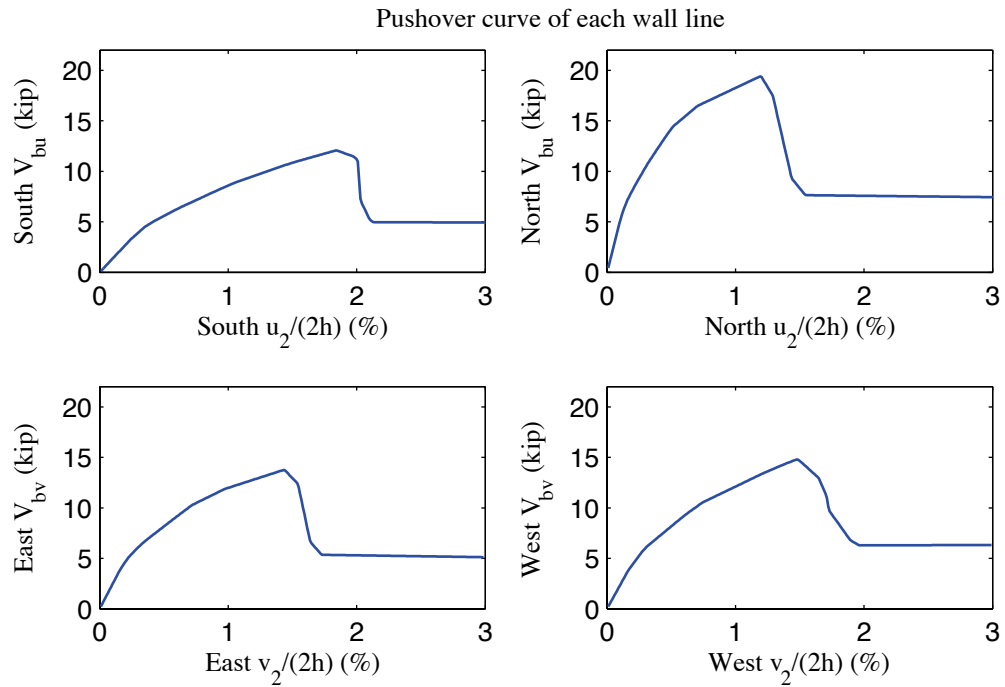 Pushover curve of each wall line
South V_bu (kip)
20
15
10
5
0
0 1 2 3
South u_2/(2h) (%)
North V_bu (kip)
20
15
10
5
0
0 1 2 3
North u_2/(2h) (%)
East V_bv (kip)
20
15
10
5
0
0 1 2 3
East v_2/(2h) (%)
West V_bv (kip)
20
15
10
5
0
0 1 2 3
West v_2/(2h) (%)